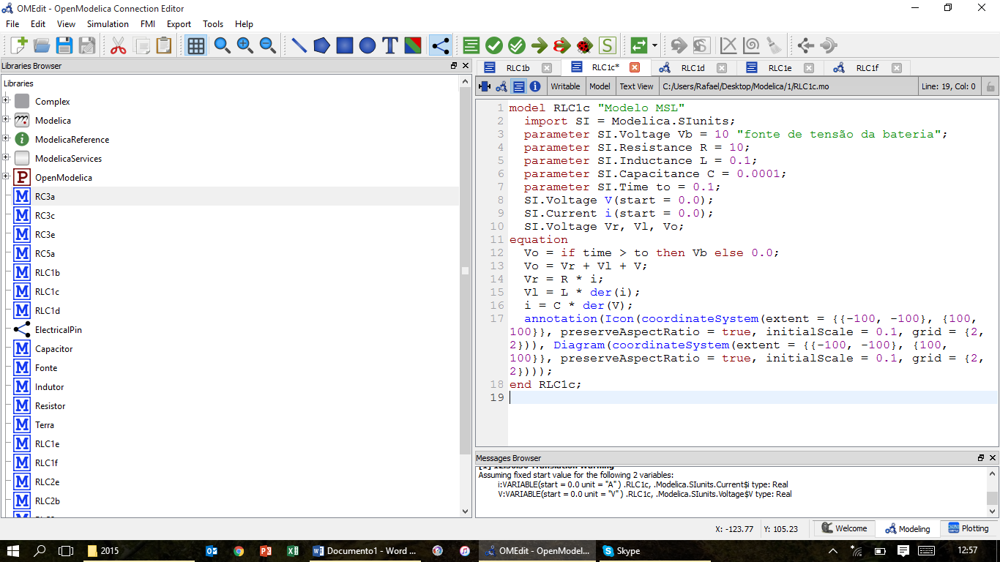 OMEdit - OpenModelica Connection Editor
File Edit View Simulation FMI Export Tools Help
Libraries Browser
Libraries
Complex
Modelica
ModelicaReference
ModelicaServices
P OpenModelica
M RC3a
M RC3c
M RC3e
M RC5a
M RLC1b
M RLC1c
M RLC1d
ElectricalPin
M Capacitor
M Fonte
M Indutor
M Resistor
M Terra
M RLC1e
M RLC1f
M RLC2e
M RLC2b
RLC1b RLC1c* RLC1d RLC1e RLC1f
Writable Model Text View C:/Users/Rafael/Desktop/Modelica/1/RLC1c.mo Line: 19, Col: 0
1 model RLC1c "Modelo MSL"
2 import SI = Modelica.SIunits;
3 parameter SI.Voltage Vb = 10 "fonte de tensão da bateria";
4 parameter SI.Resistance R = 10;
5 parameter SI.Inductance L = 0.1;
6 parameter SI.Capacitance C = 0.0001;
7 parameter SI.Time to = 0.1;
8 SI.Voltage V(start = 0.0);
9 SI.Current i(start = 0.0);
10 SI.Voltage Vr, Vl, Vo;
11 equation
12 Vo = if time > to then Vb else 0.0;
13 Vo = Vr + Vl + V;
14 Vr = R * i;
15 Vl = L * der(i);
16 i = C * der(V);
17 annotation(Icon(coordinateSystem(extent = {{-100, -100}, {100,
100}}, preserveAspectRatio = true, initialScale = 0.1, grid = {2,
2})), Diagram(coordinateSystem(extent = {{-100, -100}, {100,
100}}, preserveAspectRatio = true, initialScale = 0.1, grid = {2,
2})));
18 end RLC1c;
19
Messages Browser
Assuming fixed start value for the following 2 variables:
i:VARIABLE(start = 0.0 unit = "A" ) .RLC1c, .Modelica.SIunits.Current$i type: Real
V:VARIABLE(start = 0.0 unit = "V" ) .RLC1c, .Modelica.SIunits.Voltage$V type: Real
X: -123.77 Y: 105.23 Welcome Modeling Plotting
2015 Documento1 - Word ... OMEdit - OpenModel... Skype 12:57